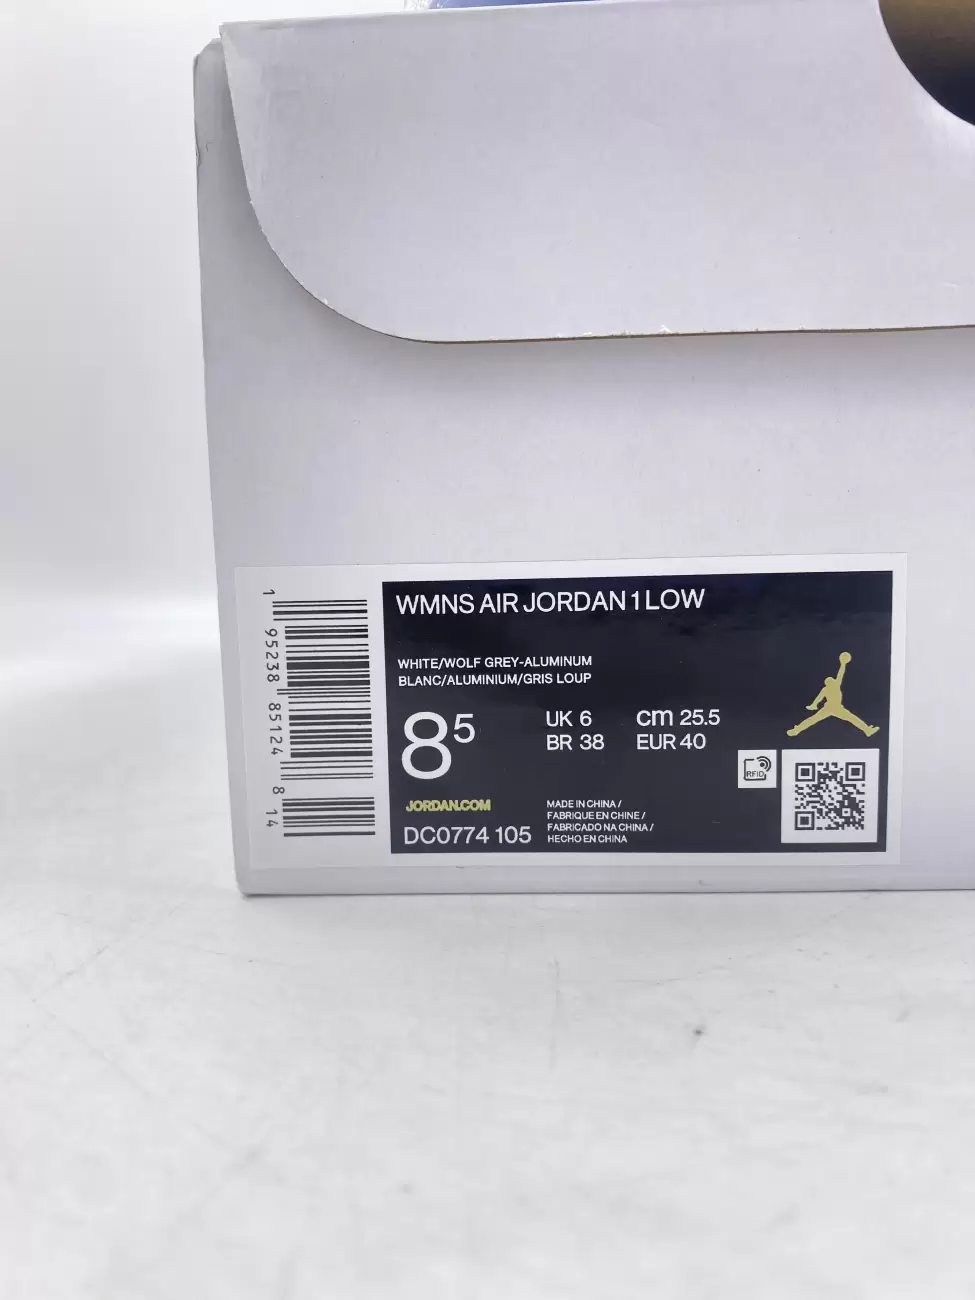 1 95238 85124 8 14
WMNS AIR JORDAN 1 LOW
WHITE/WOLF GREY-ALUMINUM
BLANC/ALUMINIUM/GRIS LOUP
8⁵
UK 6 cm 25.5
BR 38 EUR 40
RFID
JORDAN.COM
DC0774 105
MADE IN CHINA /
FABRIQUE EN CHINE /
FABRICADO NA CHINA /
HECHO EN CHINA